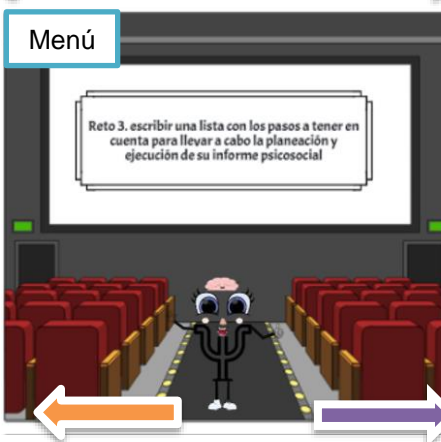 Menú
Reto 3. escribir una lista con los pasos a tener en
cuenta para llevar a cabo la planeación y
ejecución de su informe psicosocial